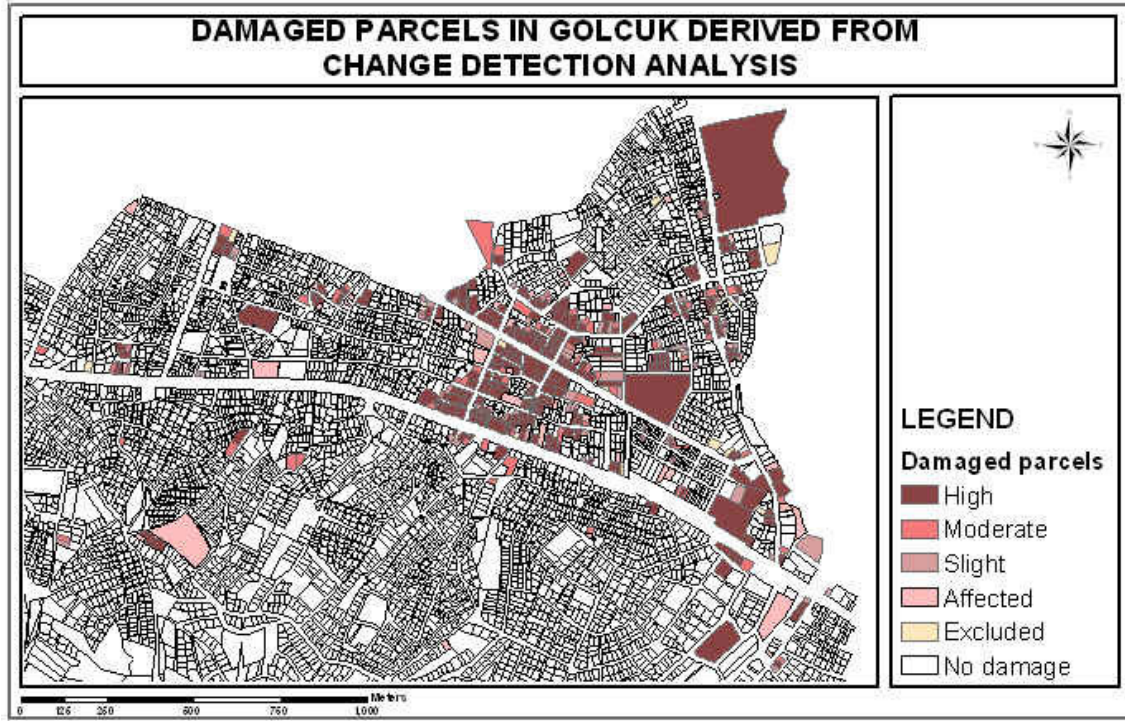 DAMAGED PARCELS IN GOLCUK DERIVED FROM
CHANGE DETECTION ANALYSIS
LEGEND
Damaged parcels
High
Moderate
Slight
Affected
Excluded
No damage
Meters
0 125 250 500 750 1,000